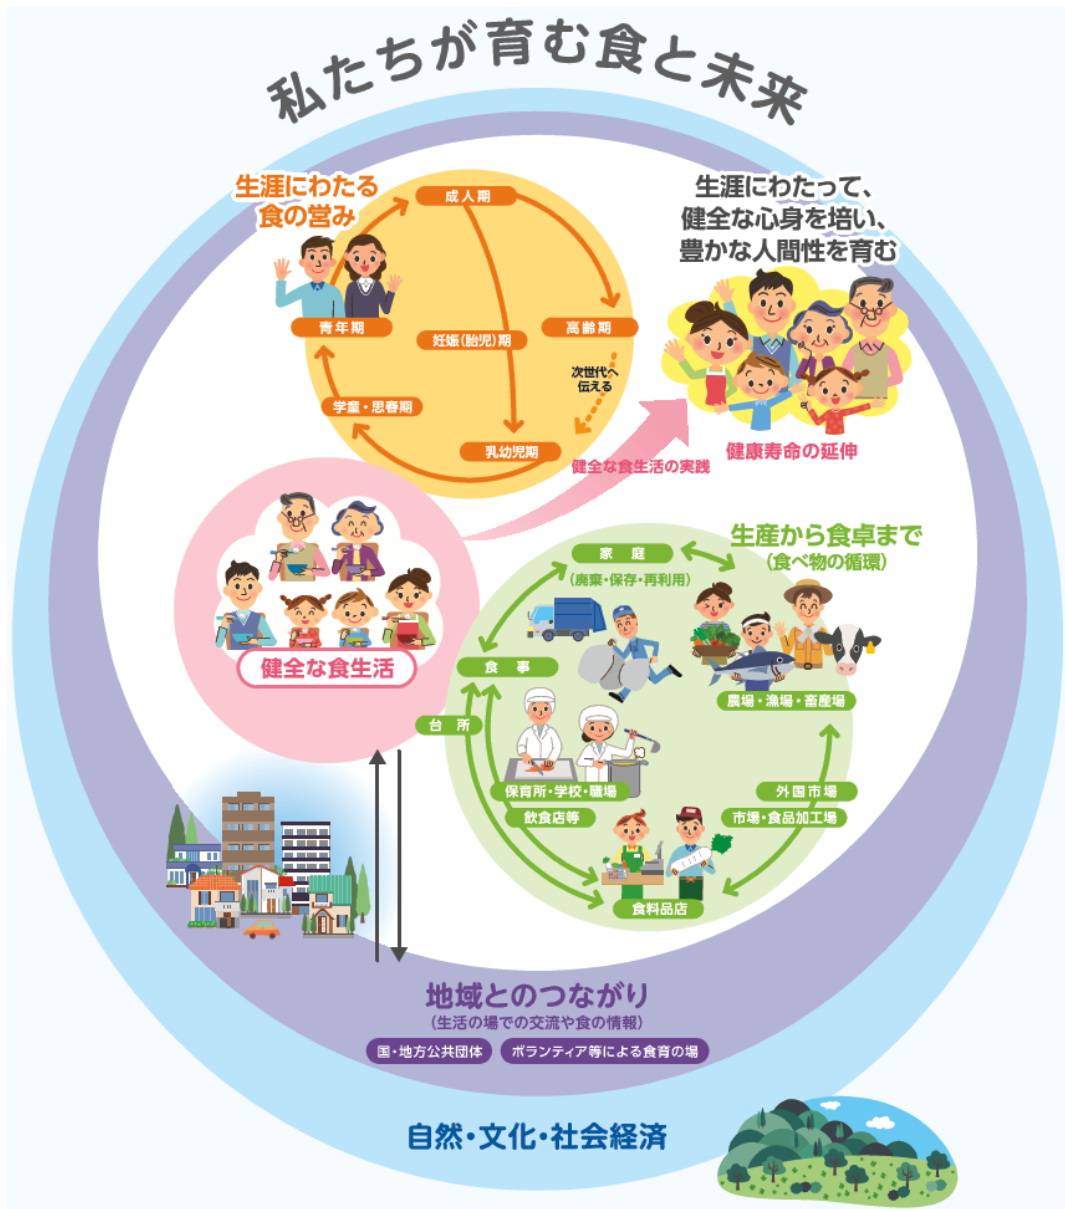 私たちが育む食と未来
生涯にわたる
食の営み
成人期
青年期
妊娠(胎児)期
高齢期
次世代へ
伝える
学童・思春期
乳幼児期
生涯にわたって、
健全な心身を培い、
豊かな人間性を育む
健康寿命の延伸
健全な食生活の実践
健全な食生活
生産から食卓まで
(食べ物の循環)
家庭
(廃棄・保存・再利用)
食事
農場・漁場・畜産場
台所
保育所・学校・職場
飲食店等
外国市場
市場・食品加工場
食料品店
地域とのつながり
(生活の場での交流や食の情報)
国・地方公共団体
ボランティア等による食育の場
自然・文化・社会経済